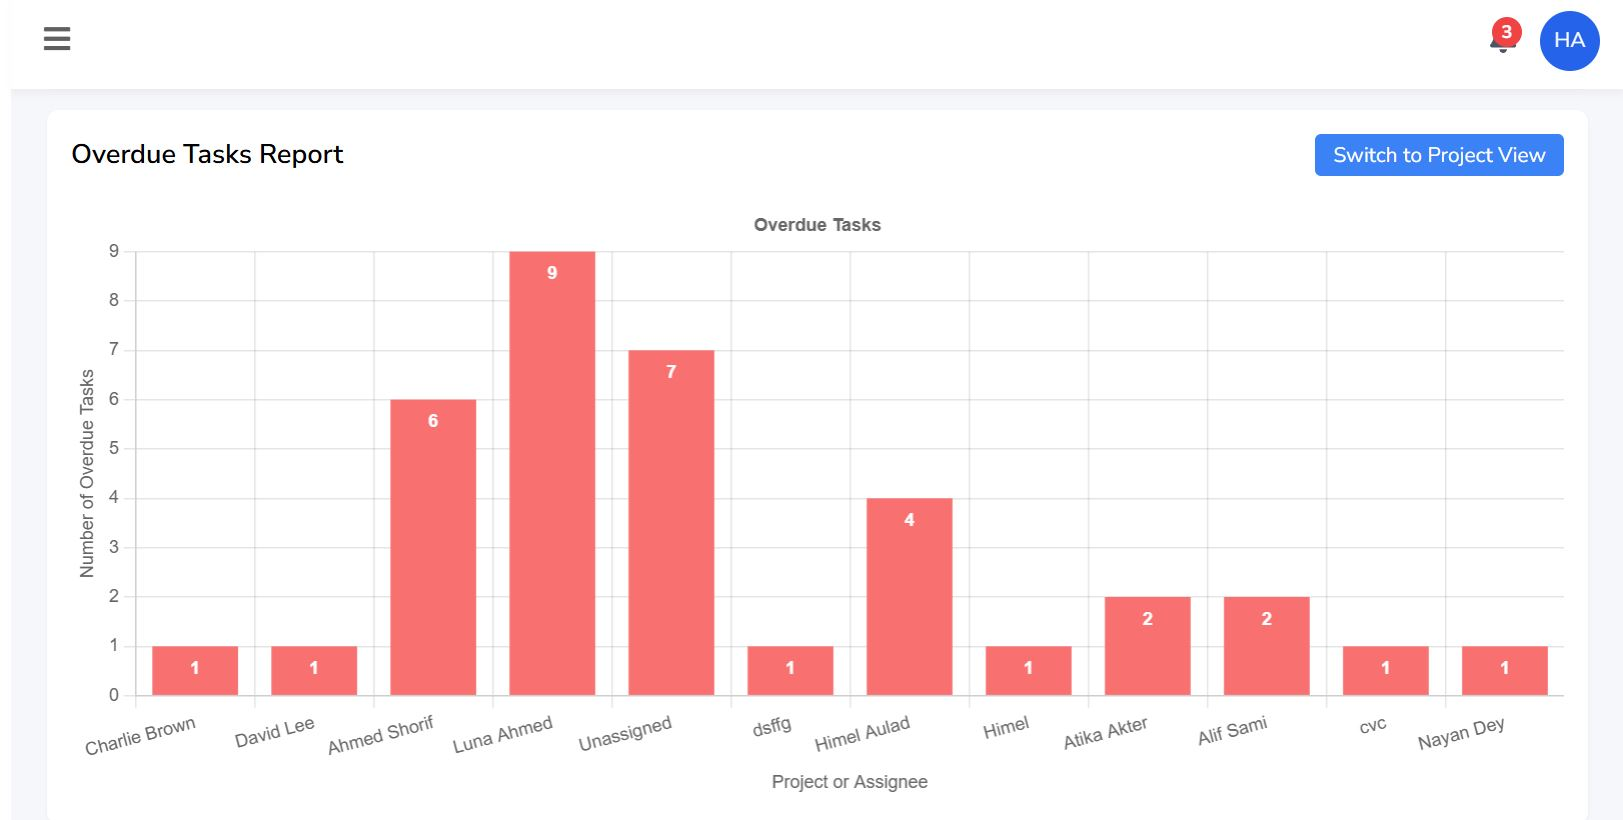 3
HA
Overdue Tasks Report
Switch to Project View
Overdue Tasks
Number of Overdue Tasks
9
8
7
6
5
4
3
2
1
0
1
1
6
9
7
1
4
1
2
2
1
1
Charlie Brown
David Lee
Ahmed Shorif
Luna Ahmed
Unassigned
dsffg
Himel Aulad
Himel
Atika Akter
Alif Sami
cvc
Nayan Dey
Project or Assignee